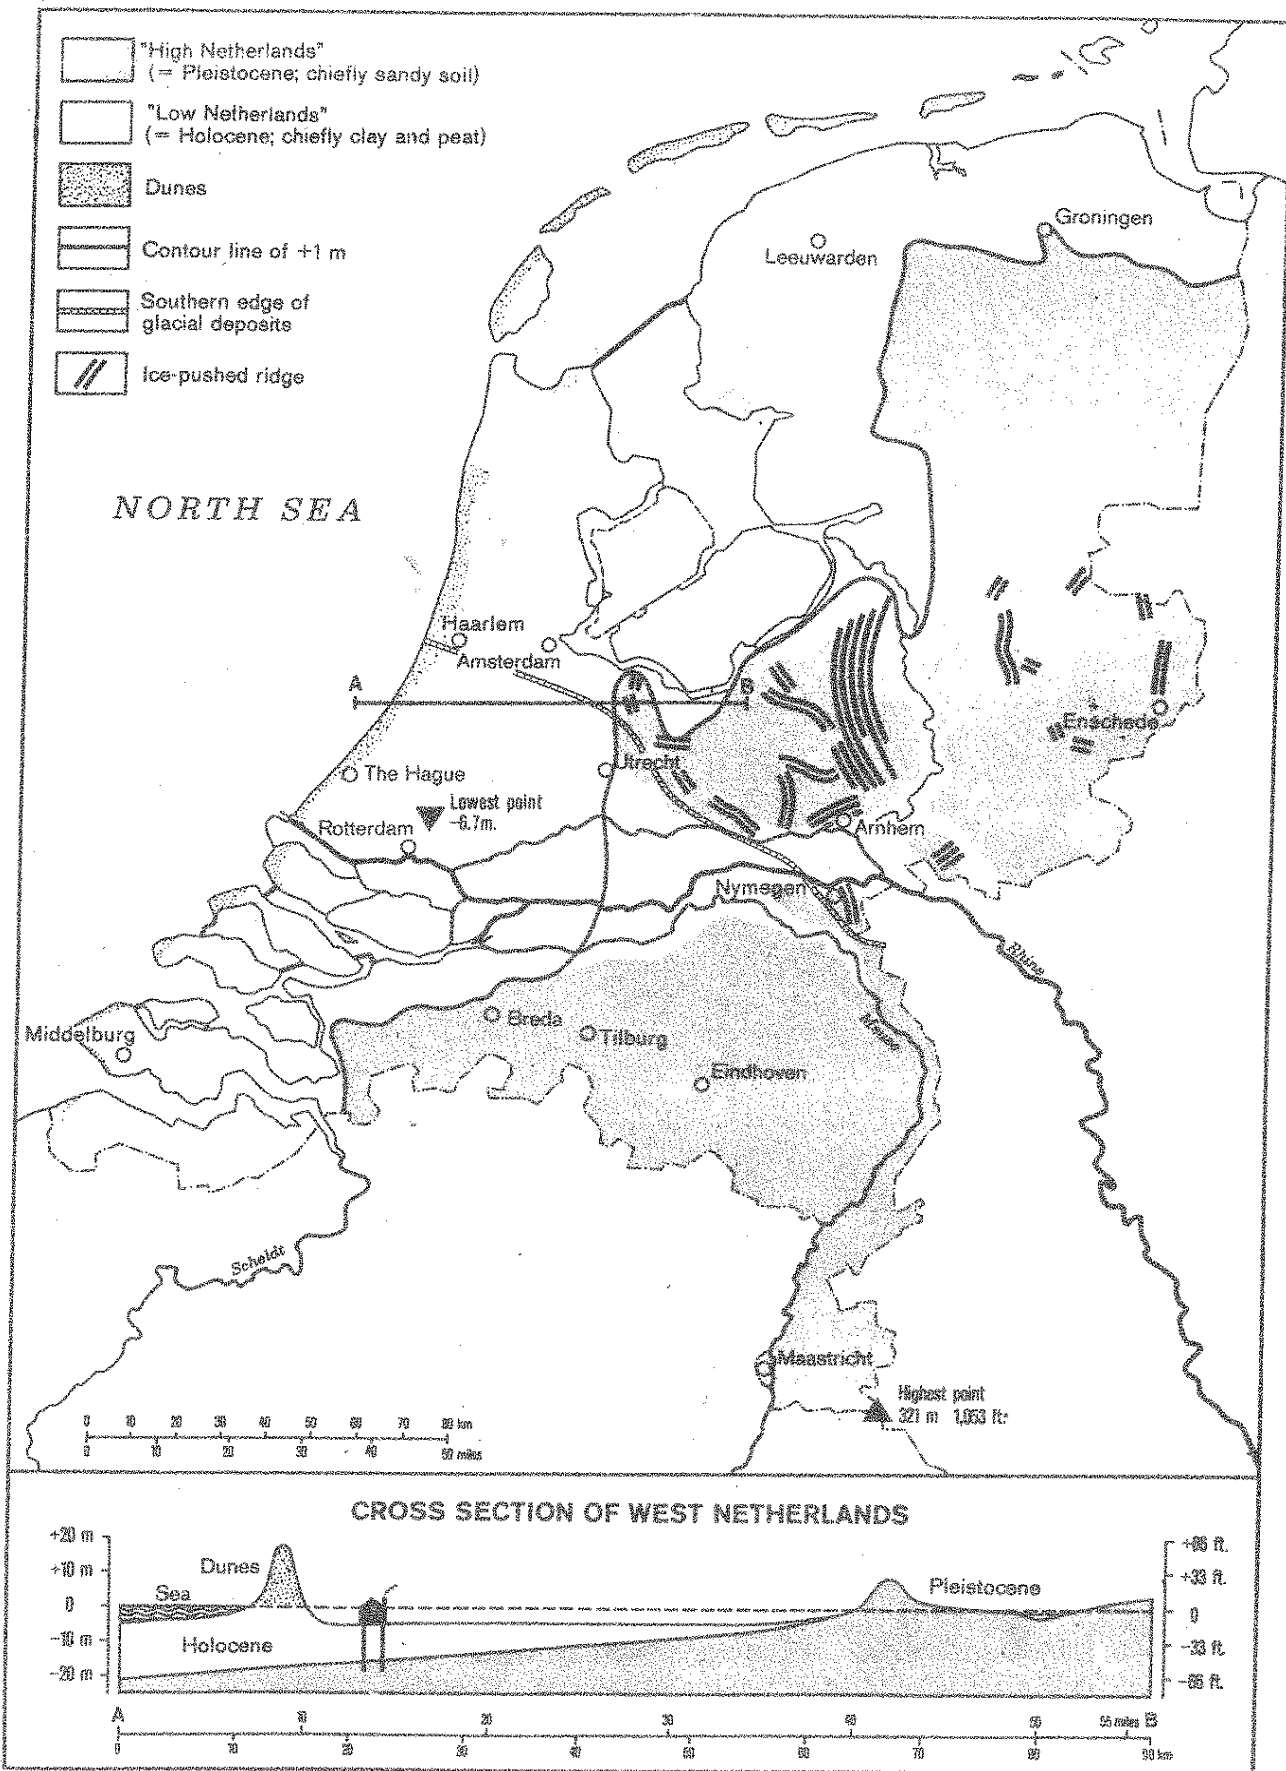 "High Netherlands"
(= Pleistocene; chiefly sandy soil)
"Low Netherlands"
(= Holocene; chiefly clay and peat)
Dunes
Contour line of +1 m
Southern edge of
glacial deposits
Ice-pushed ridge
NORTH SEA
Groningen
Leeuwarden
Haarlem
Amsterdam
A
B
Enschede
The Hague
Utrecht
Lowest point
-6.7m.
Rotterdam
Arnhem
Nymegen
Rhine
Breda
Tilburg
Meuse
Middelburg
Eindhoven
Scheldt
Maastricht
Highest point
321 m 1,053 ft.
0 10 20 30 40 50 60 70 80 km
0 10 20 30 40 50 miles
CROSS SECTION OF WEST NETHERLANDS
+20 m
+10 m
0
-10 m
-20 m
Dunes
Sea
Holocene
Pleistocene
+66 ft.
+33 ft.
0
-33 ft.
-66 ft.
A 10 20 30 40 50 55 miles B
0 10 20 30 40 50 60 70 80 90 km